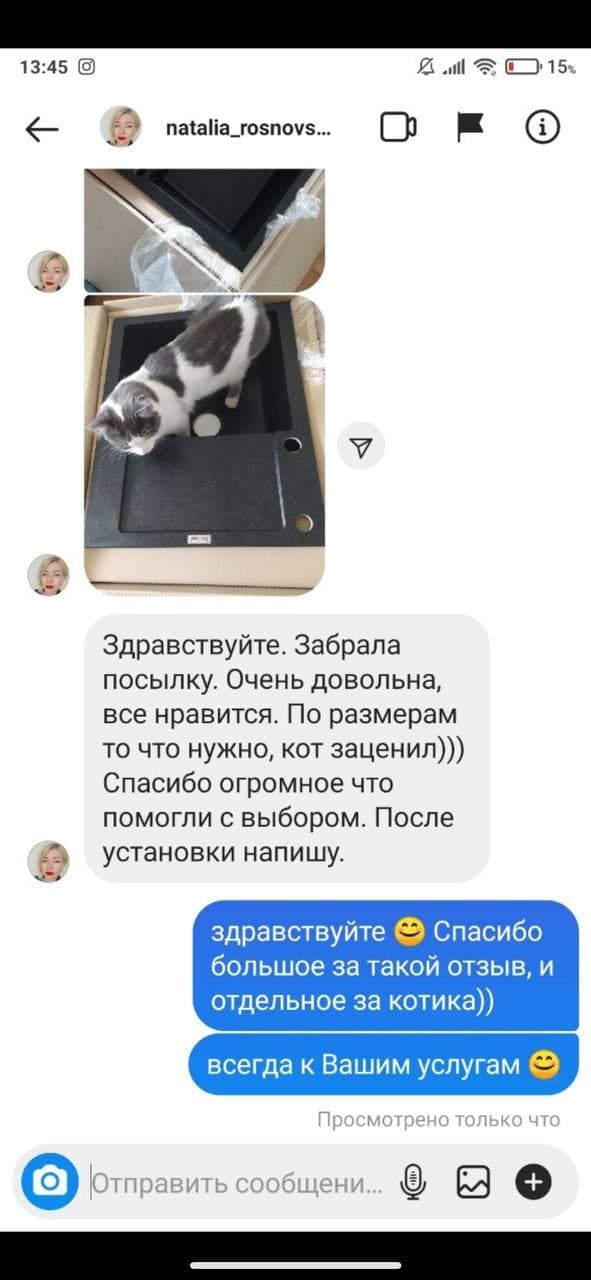 13:45
15%
natalia_rosnovs...
Здравствуйте. Забрала
посылку. Очень довольна,
все нравится. По размерам
то что нужно, кот заценил)))
Спасибо огромное что
помогли с выбором. После
установки напишу.
здравствуйте 😊 Спасибо
большое за такой отзыв, и
отдельное за котика))
всегда к Вашим услугам 😊
Просмотрено только что
Отправить сообщени...